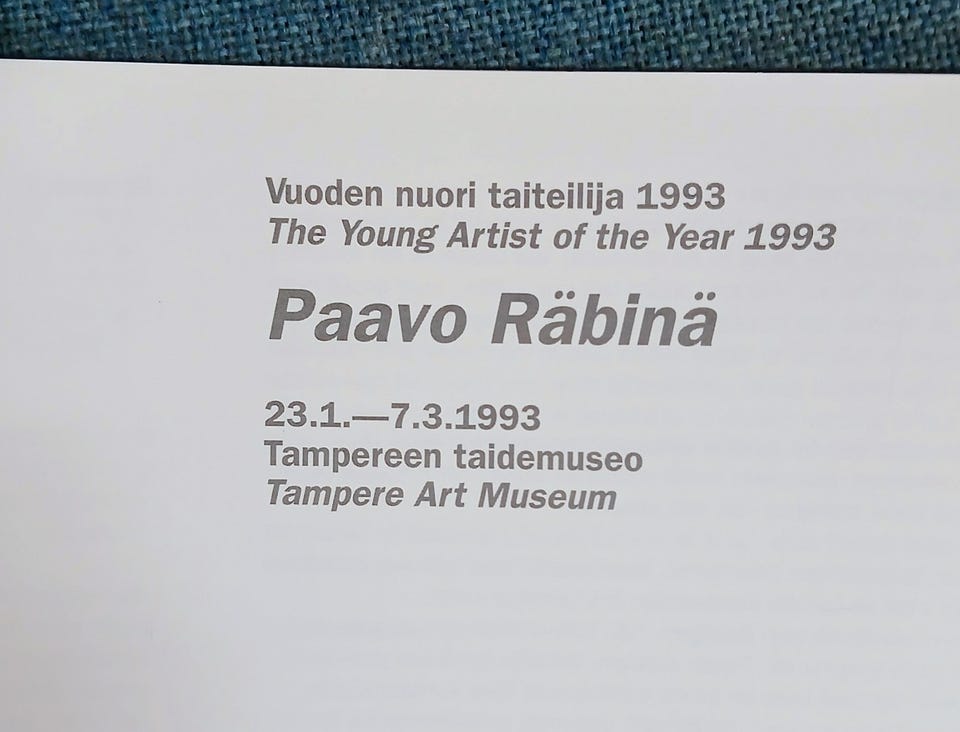 Vuoden nuori taiteilija 1993
The Young Artist of the Year 1993
Paavo Räbinä
23.1.—7.3.1993
Tampereen taidemuseo
Tampere Art Museum